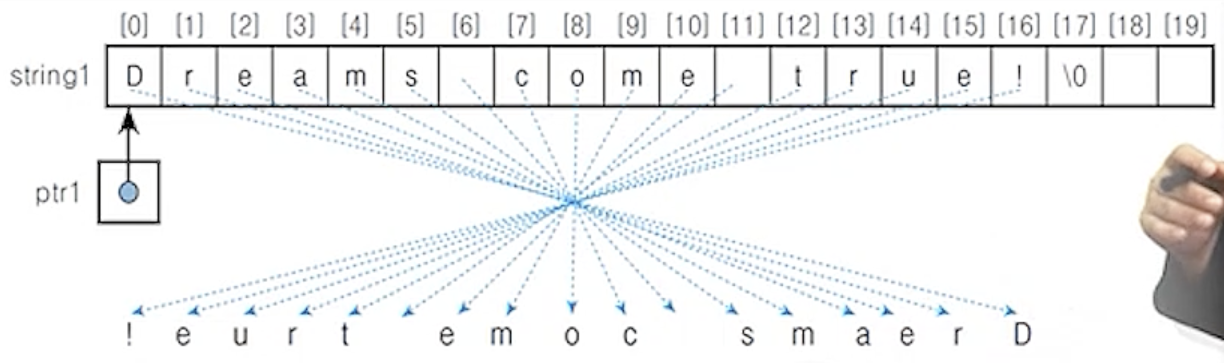 [0] [1] [2] [3] [4] [5] [6] [7] [8] [9] [10] [11] [12] [13] [14] [15] [16] [17] [18] [19]
string1 D r e a m s c o m e t r u e ! \0
ptr1
! e u r t e m o c s m a e r D